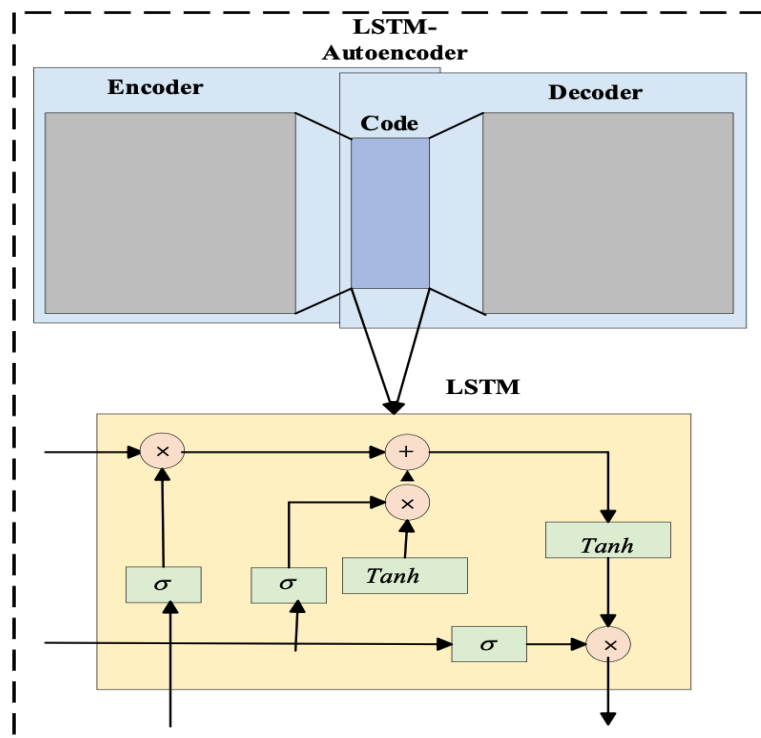 LSTM-
Autoencoder
Encoder
Decoder
Code
LSTM
×
+
×
Tanh
σ
σ
Tanh
σ
×